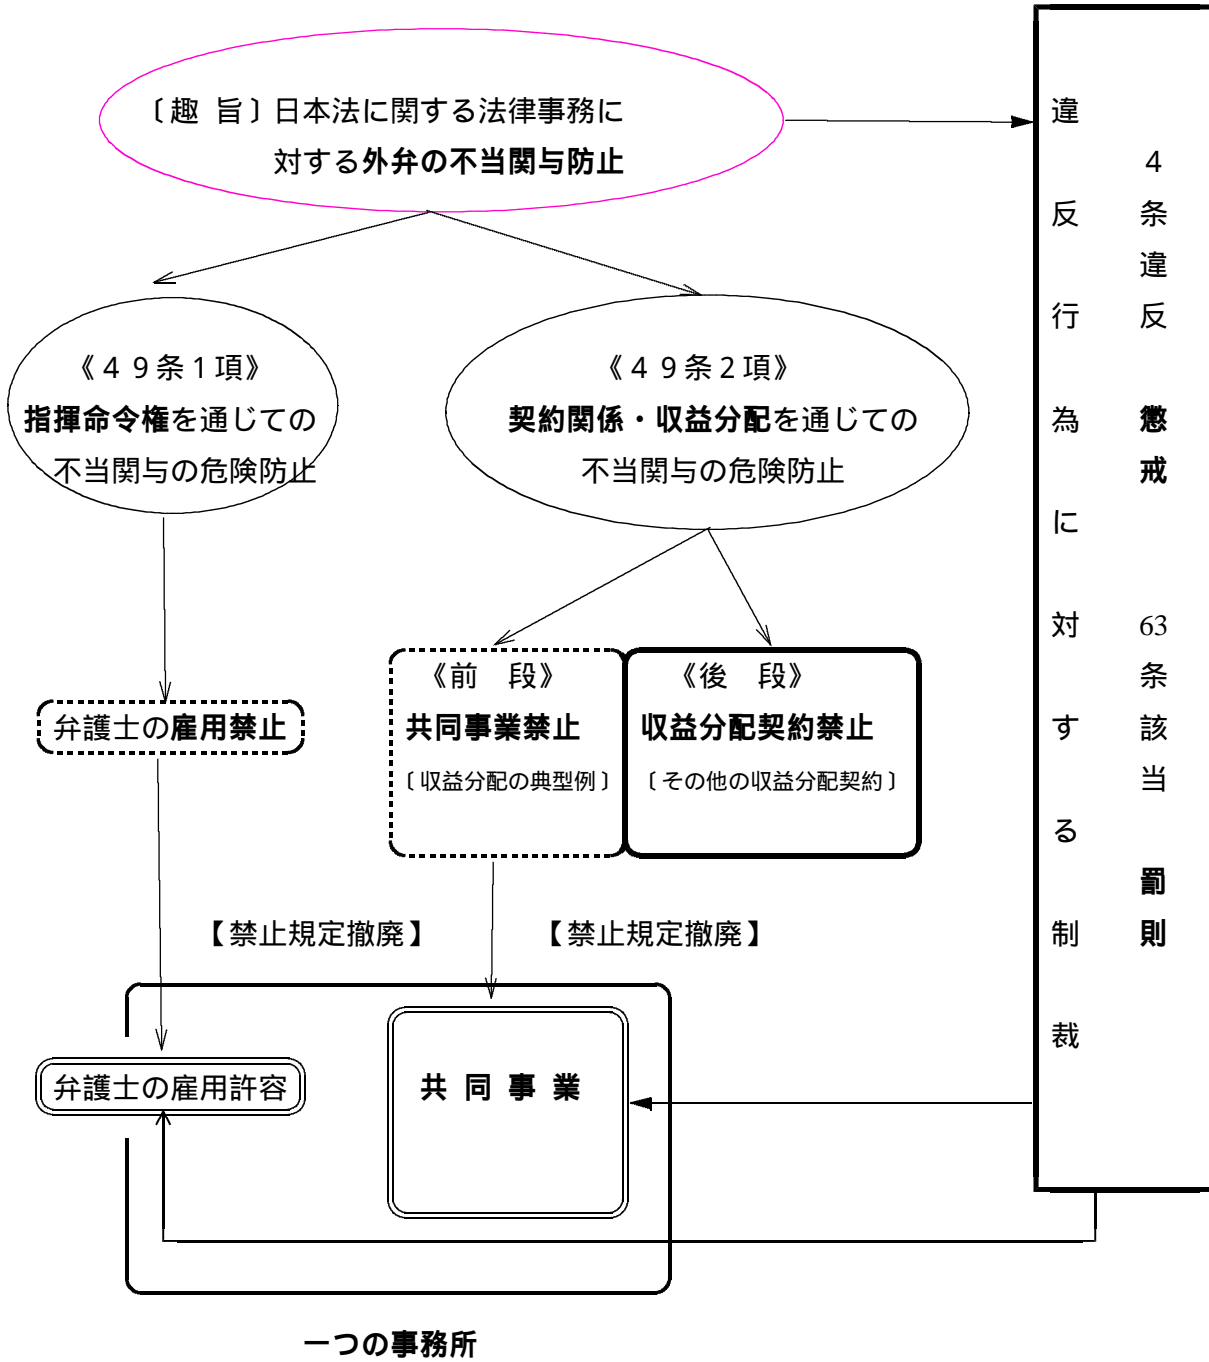 〔趣 旨〕日本法に関する法律事務に
対する外弁の不当関与防止
《４９条１項》
指揮命令権を通じての
不当関与の危険防止
《４９条２項》
契約関係・収益分配を通じての
不当関与の危険防止
弁護士の雇用禁止
《前　段》
共同事業禁止
〔収益分配の典型例〕
《後　段》
収益分配契約禁止
〔その他の収益分配契約〕
【禁止規定撤廃】
【禁止規定撤廃】
弁護士の雇用許容
共 同 事 業
一つの事務所
違反行為に対する制裁
４条違反　懲戒　63条該当　罰則